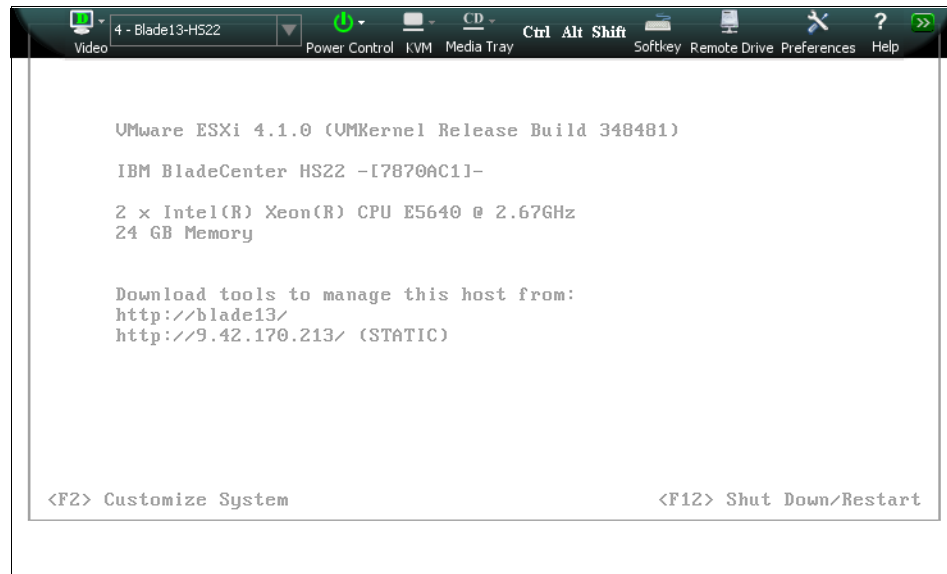 4 - Blade13-HS22
CD
Ctrl Alt Shift
?
Video
Power Control
KVM
Media Tray
Softkey
Remote Drive
Preferences
Help
VMware ESXi 4.1.0 (VMKernel Release Build 348481)
IBM BladeCenter HS22 -[7870AC1]-
2 x Intel(R) Xeon(R) CPU E5640 @ 2.67GHz
24 GB Memory
Download tools to manage this host from:
http://blade13/
http://9.42.170.213/ (STATIC)
<F2> Customize System
<F12> Shut Down/Restart